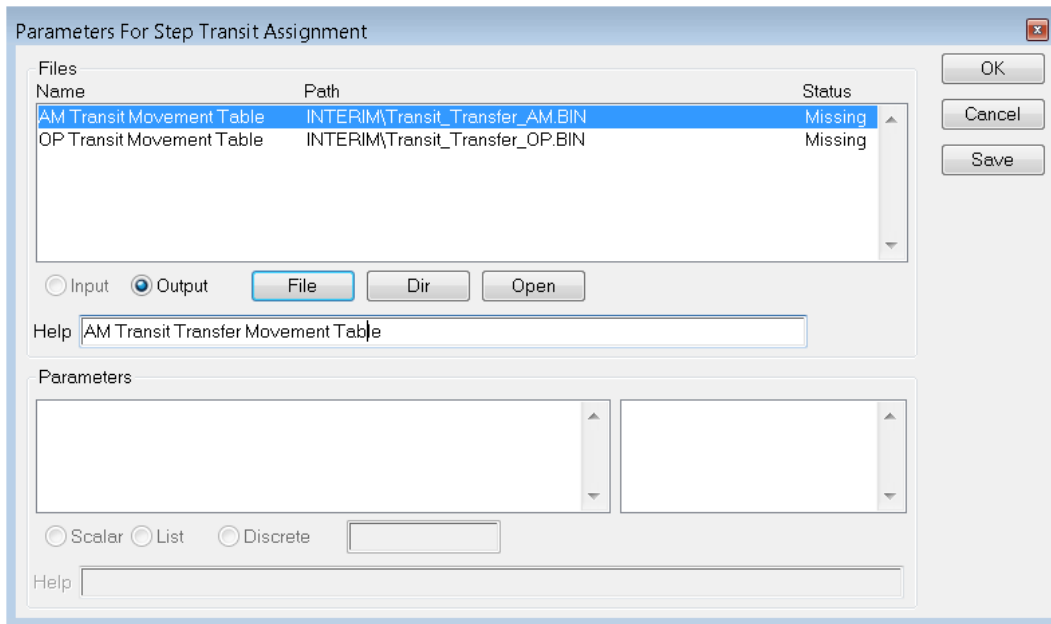 Parameters For Step Transit Assignment
x
Files
OK
Name Path Status
AM Transit Movement Table INTERIM\Transit_Transfer_AM.BIN Missing
Cancel
OP Transit Movement Table INTERIM\Transit_Transfer_OP.BIN Missing
Save
Input Output File Dir Open
Help AM Transit Transfer Movement Table
Parameters
Scalar List Discrete
Help